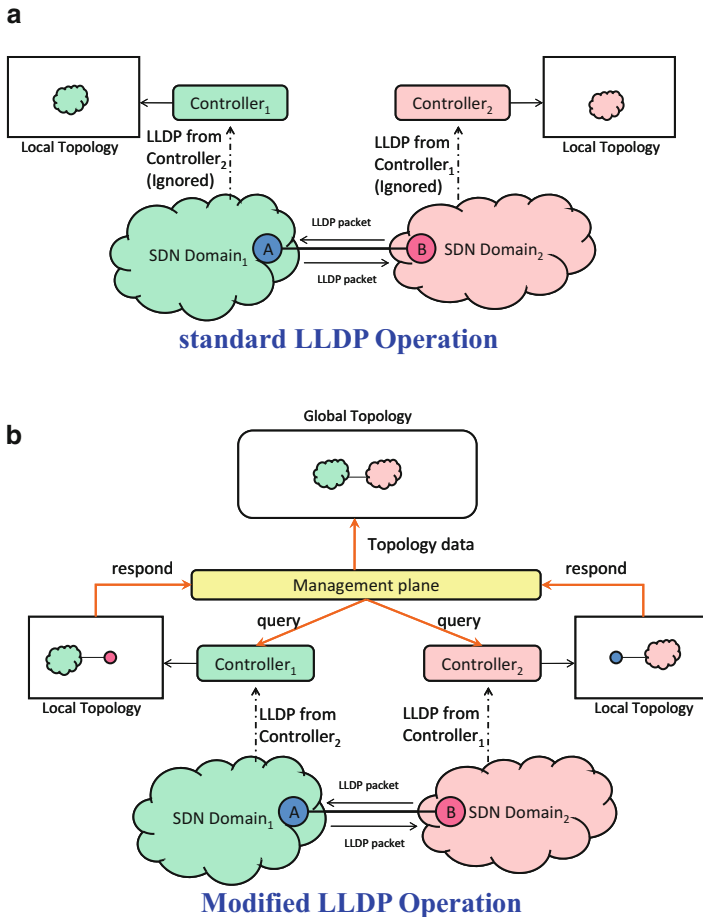 a
Controller₁
Controller₂
Local Topology
LLDP from
Controller₂
(Ignored)
LLDP from
Controller₁
(Ignored)
Local Topology
LLDP packet
SDN Domain₁
A
B
SDN Domain₂
LLDP packet
standard LLDP Operation
b
Global Topology
Topology data
respond
respond
Management plane
query
query
Controller₁
Controller₂
Local Topology
Local Topology
LLDP from
Controller₂
LLDP from
Controller₁
LLDP packet
SDN Domain₁
A
B
SDN Domain₂
LLDP packet
Modified LLDP Operation